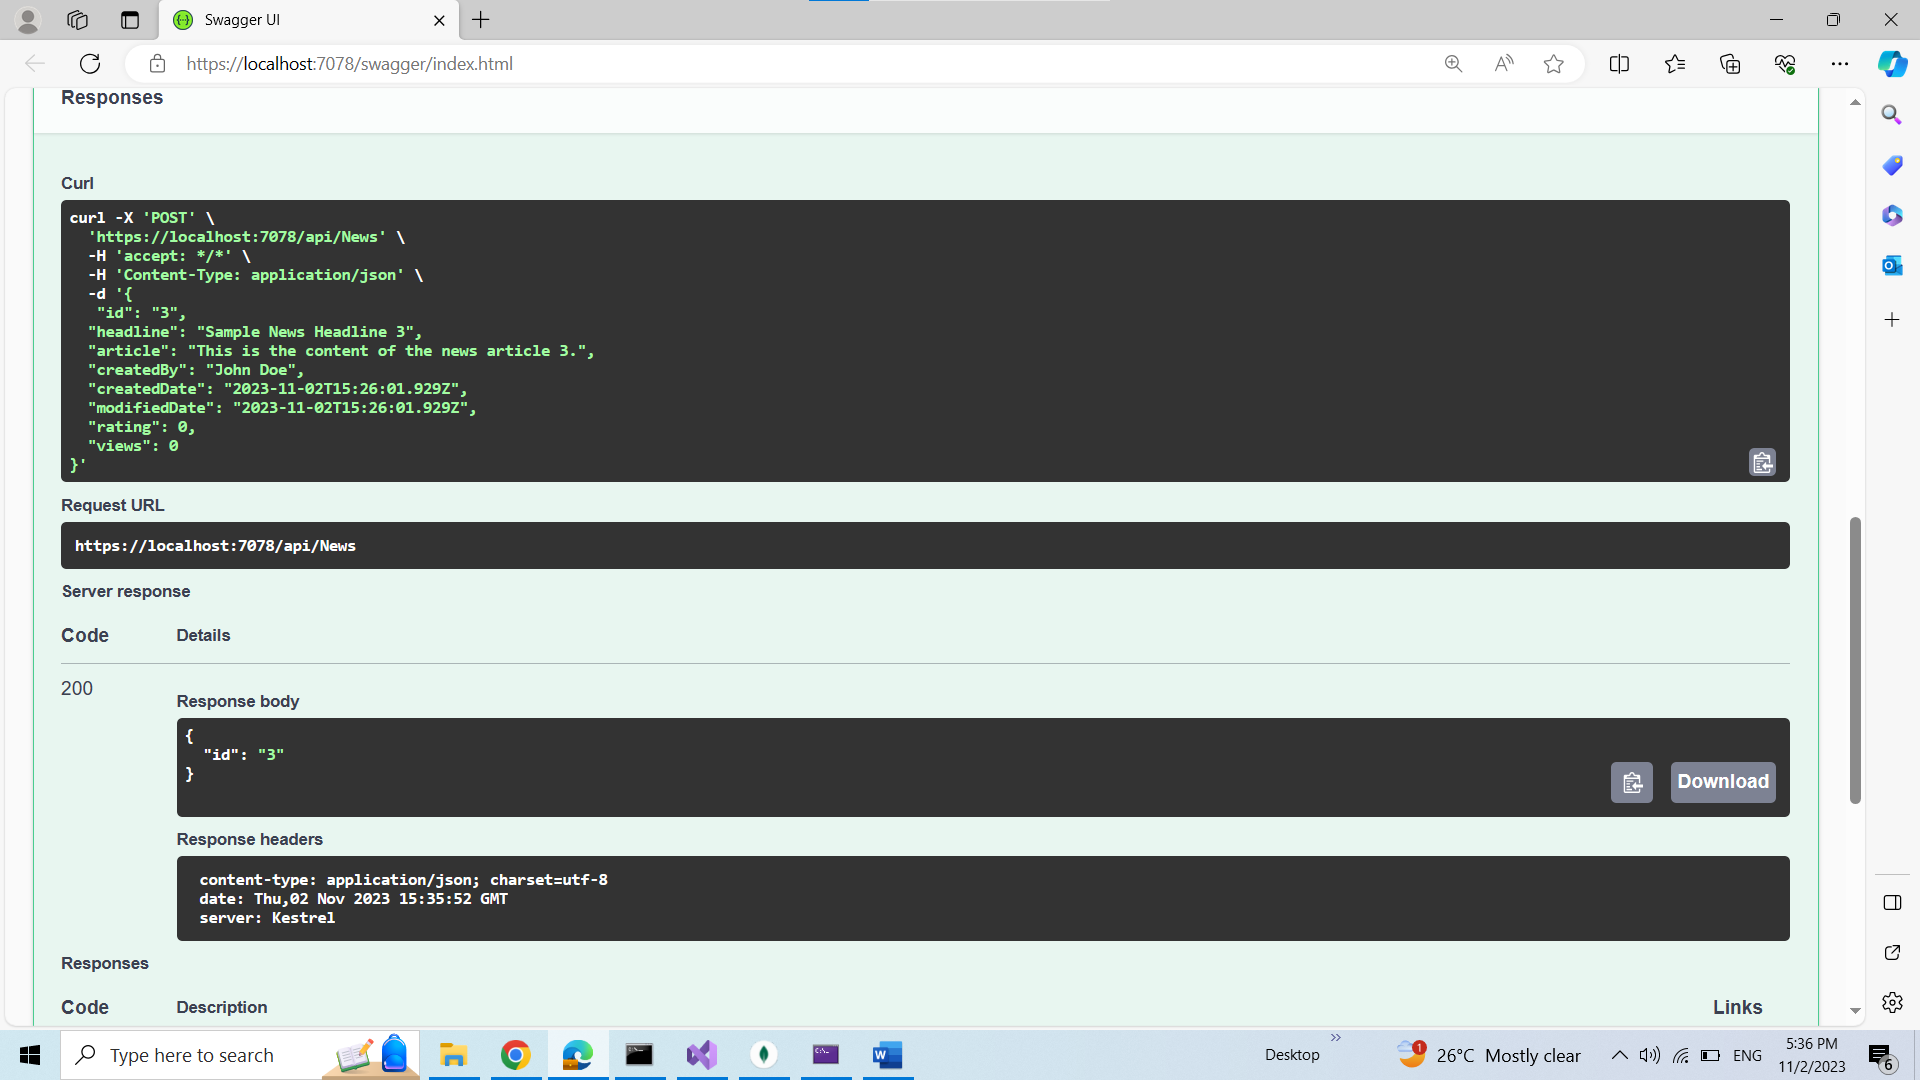 Swagger UI
https://localhost:7078/swagger/index.html
Responses
Curl
curl -X 'POST' \
  'https://localhost:7078/api/News' \
  -H 'accept: */*' \
  -H 'Content-Type: application/json' \
  -d '{
   "id": "3",
  "headline": "Sample News Headline 3",
  "article": "This is the content of the news article 3.",
  "createdBy": "John Doe",
  "createdDate": "2023-11-02T15:26:01.929Z",
  "modifiedDate": "2023-11-02T15:26:01.929Z",
  "rating": 0,
  "views": 0
}'
Request URL
https://localhost:7078/api/News
Server response
Code Details
200
Response body
{
  "id": "3"
}
Download
Response headers
content-type: application/json; charset=utf-8
date: Thu,02 Nov 2023 15:35:52 GMT
server: Kestrel
Responses
Code Description Links
Type here to search
Desktop
1
26°C Mostly clear
ENG
5:36 PM
11/2/2023
6